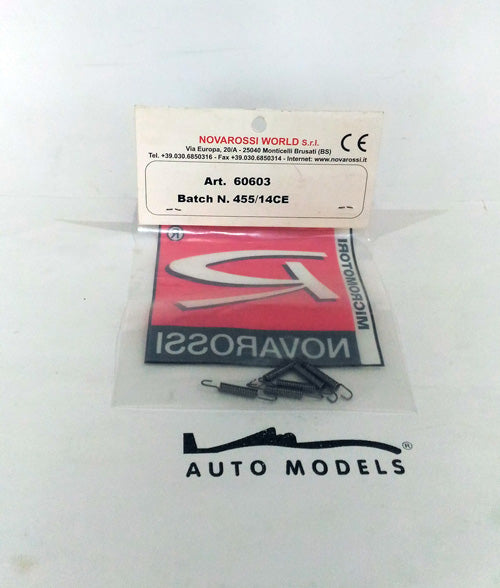 NOVAROSSI WORLD S.r.l.
Via Europa, 20/A - 25040 Monticelli Brusati (BS)
Tel. +39.030.6850316 - Fax +39.030.6850314 - Internet: www.novarossi.it
CE
Art. 60603
Batch N. 455/14CE
®
MICROMOTORI
NOVAROSSI
®
AUTO MODELS